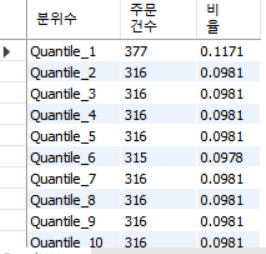 분위수 주문 건수 비율
Quantile_1 377 0.1171
Quantile_2 316 0.0981
Quantile_3 316 0.0981
Quantile_4 316 0.0981
Quantile_5 316 0.0981
Quantile_6 315 0.0978
Quantile_7 316 0.0981
Quantile_8 316 0.0981
Quantile_9 316 0.0981
Quantile_10 316 0.0981